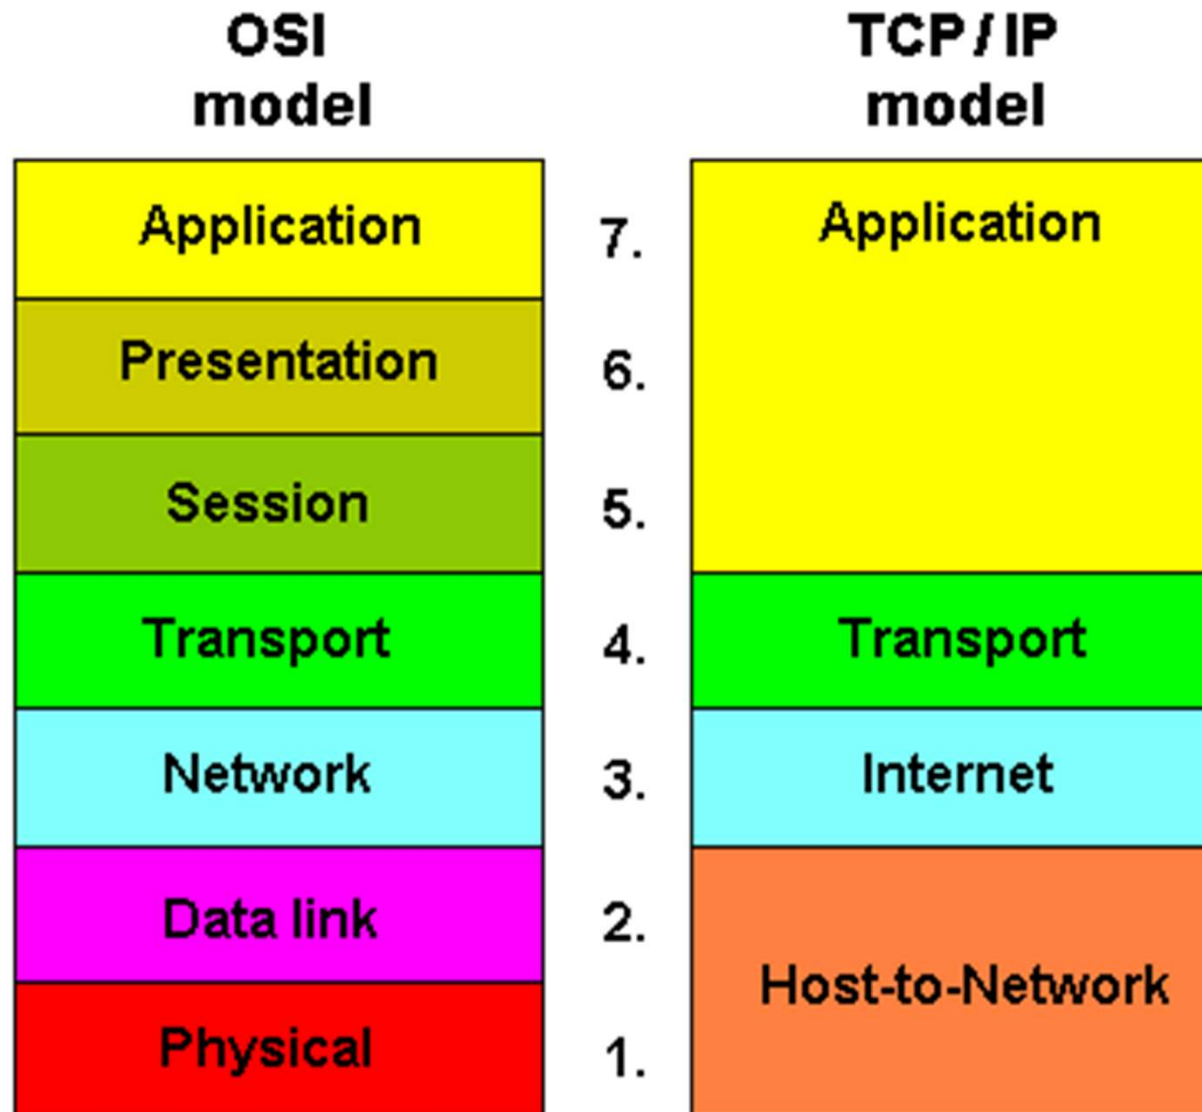 OSI
model
TCP / IP
model
Application
7.
Application
Presentation
6.
Session
5.
Transport
4.
Transport
Network
3.
Internet
Data link
2.
Host-to-Network
Physical
1.